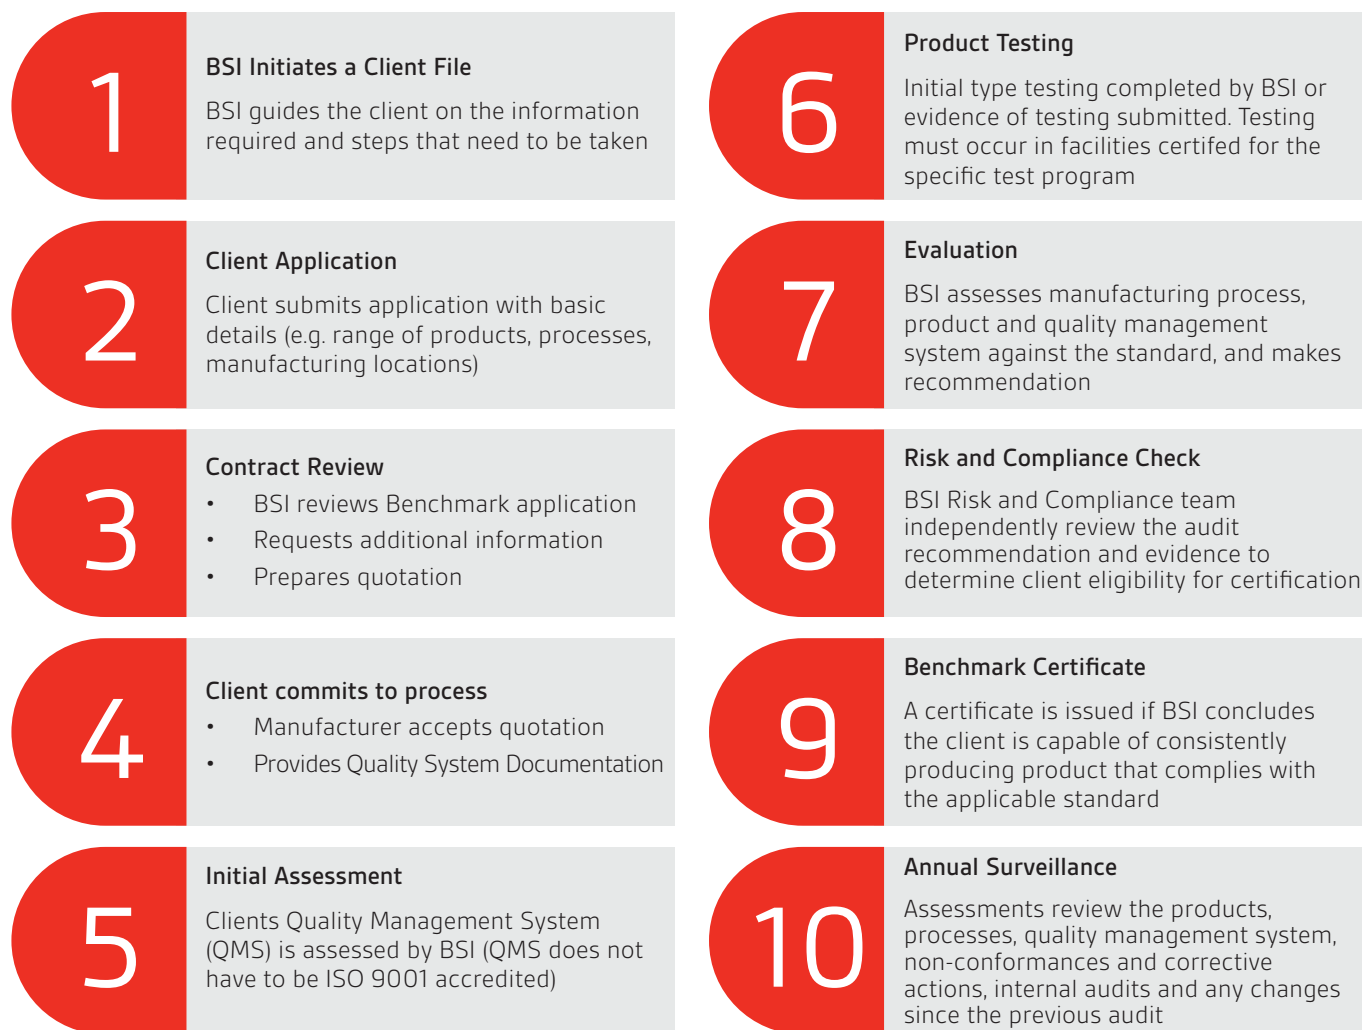 1
BSI Initiates a Client File
BSI guides the client on the information
required and steps that need to be taken
2
Client Application
Client submits application with basic
details (e.g. range of products, processes,
manufacturing locations)
3
Contract Review
• BSI reviews Benchmark application
• Requests additional information
• Prepares quotation
4
Client commits to process
• Manufacturer accepts quotation
• Provides Quality System Documentation
5
Initial Assessment
Clients Quality Management System
(QMS) is assessed by BSI (QMS does not
have to be ISO 9001 accredited)
6
Product Testing
Initial type testing completed by BSI or
evidence of testing submitted. Testing
must occur in facilities certifed for the
specific test program
7
Evaluation
BSI assesses manufacturing process,
product and quality management
system against the standard, and makes
recommendation
8
Risk and Compliance Check
BSI Risk and Compliance team
independently review the audit
recommendation and evidence to
determine client eligibility for certification
9
Benchmark Certificate
A certificate is issued if BSI concludes
the client is capable of consistently
producing product that complies with
the applicable standard
10
Annual Surveillance
Assessments review the products,
processes, quality management system,
non-conformances and corrective
actions, internal audits and any changes
since the previous audit